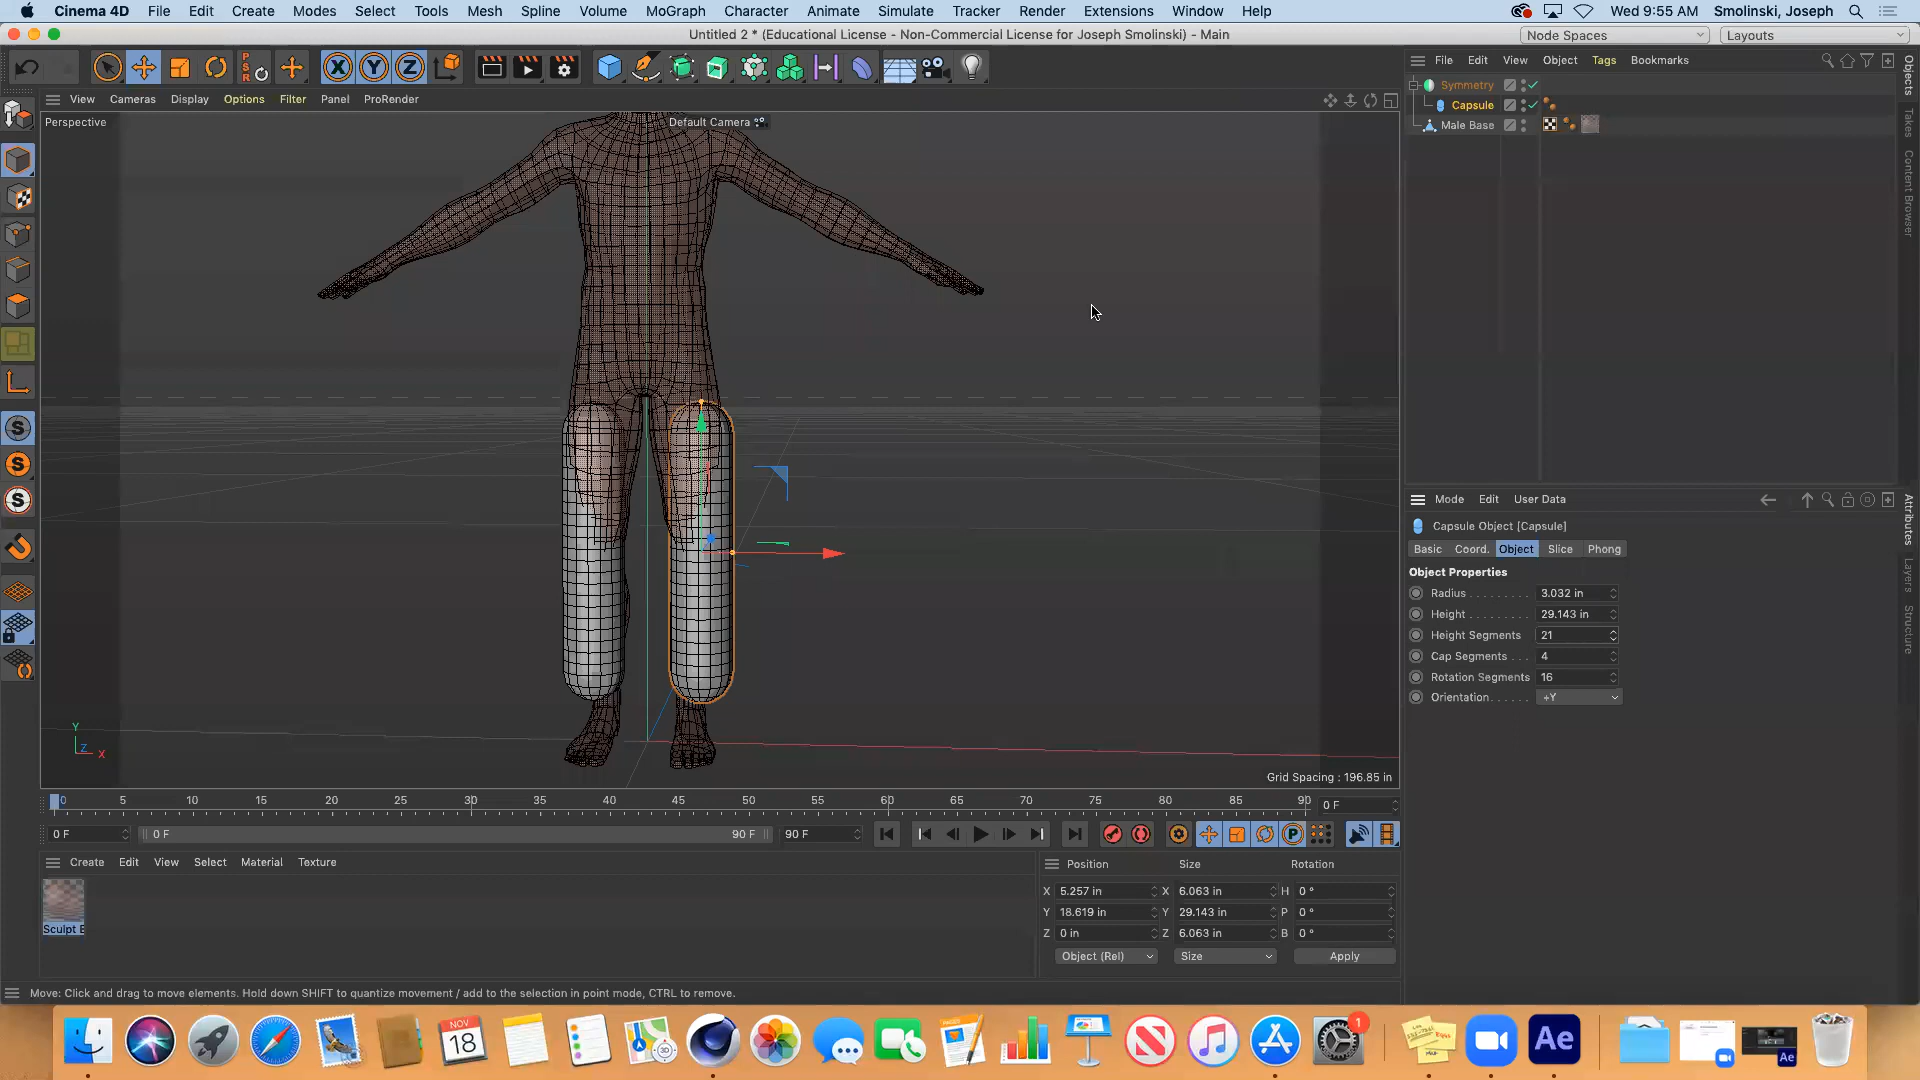 Cinema 4D File Edit Create Modes Select Tools Mesh Spline Volume MoGraph Character Animate Simulate Tracker Render Extensions Window Help Wed 9:55 AM Smolinski, Joseph
Untitled 2 * (Educational License - Non-Commercial License for Joseph Smolinski) - Main
Node Spaces Layouts
File Edit View Object Tags Bookmarks
View Cameras Display Options Filter Panel ProRender
Perspective
Default Camera
Symmetry
Capsule
Male Base
Objects
Takes
Content Browser
Mode Edit User Data
Capsule Object [Capsule]
Basic Coord. Object Slice Phong
Object Properties
Radius 3.032 in
Height 29.143 in
Height Segments 21
Cap Segments 4
Rotation Segments 16
Orientation +Y
Attributes
Layers
Structure
Y
Z X
Grid Spacing : 196.85 in
0 5 10 15 20 25 30 35 40 45 50 55 60 65 70 75 80 85 90 0 F
0 F 0 F 90 F 90 F
Create Edit View Select Material Texture
Sculpt B
Position Size Rotation
X 5.257 in X 6.063 in H 0 °
Y 18.619 in Y 29.143 in P 0 °
Z 0 in Z 6.063 in B 0 °
Object (Rel) Size Apply
Move: Click and drag to move elements. Hold down SHIFT to quantize movement / add to the selection in point mode, CTRL to remove.
NOV
18
1
Ae